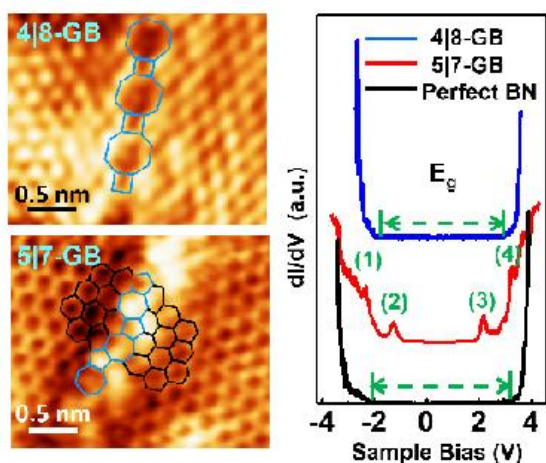 4|8-GB
0.5 nm
5|7-GB
0.5 nm
4|8-GB
5|7-GB
Perfect BN
Eg
dI/dV (a.u.)
(1)
(2)
(3)
(4)
-4 -2 0 2 4
Sample Bias (V)